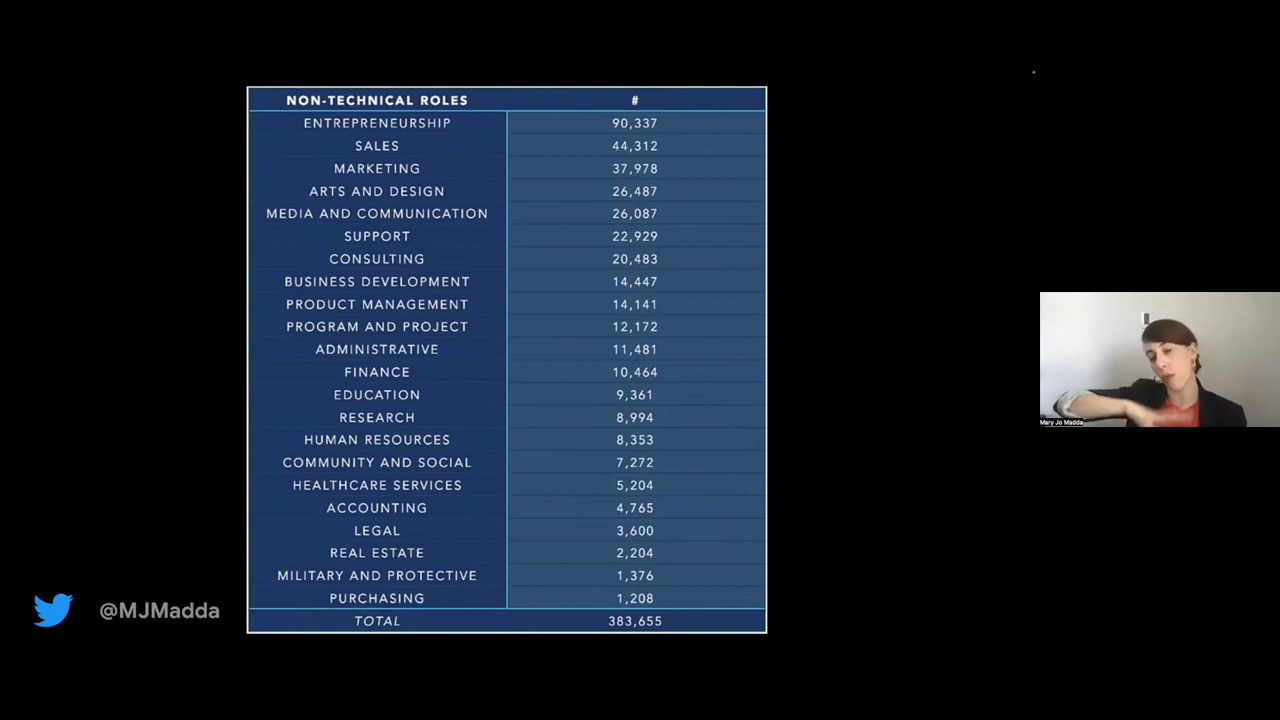 NON-TECHNICAL ROLES #
ENTREPRENEURSHIP 90,337
SALES 44,312
MARKETING 37,978
ARTS AND DESIGN 26,487
MEDIA AND COMMUNICATION 26,087
SUPPORT 22,929
CONSULTING 20,483
BUSINESS DEVELOPMENT 14,447
PRODUCT MANAGEMENT 14,141
PROGRAM AND PROJECT 12,172
ADMINISTRATIVE 11,481
FINANCE 10,464
EDUCATION 9,361
RESEARCH 8,994
HUMAN RESOURCES 8,353
COMMUNITY AND SOCIAL 7,272
HEALTHCARE SERVICES 5,204
ACCOUNTING 4,765
LEGAL 3,600
REAL ESTATE 2,204
MILITARY AND PROTECTIVE 1,376
PURCHASING 1,208
TOTAL 383,655
@MJMadda
Mary Jo Madda